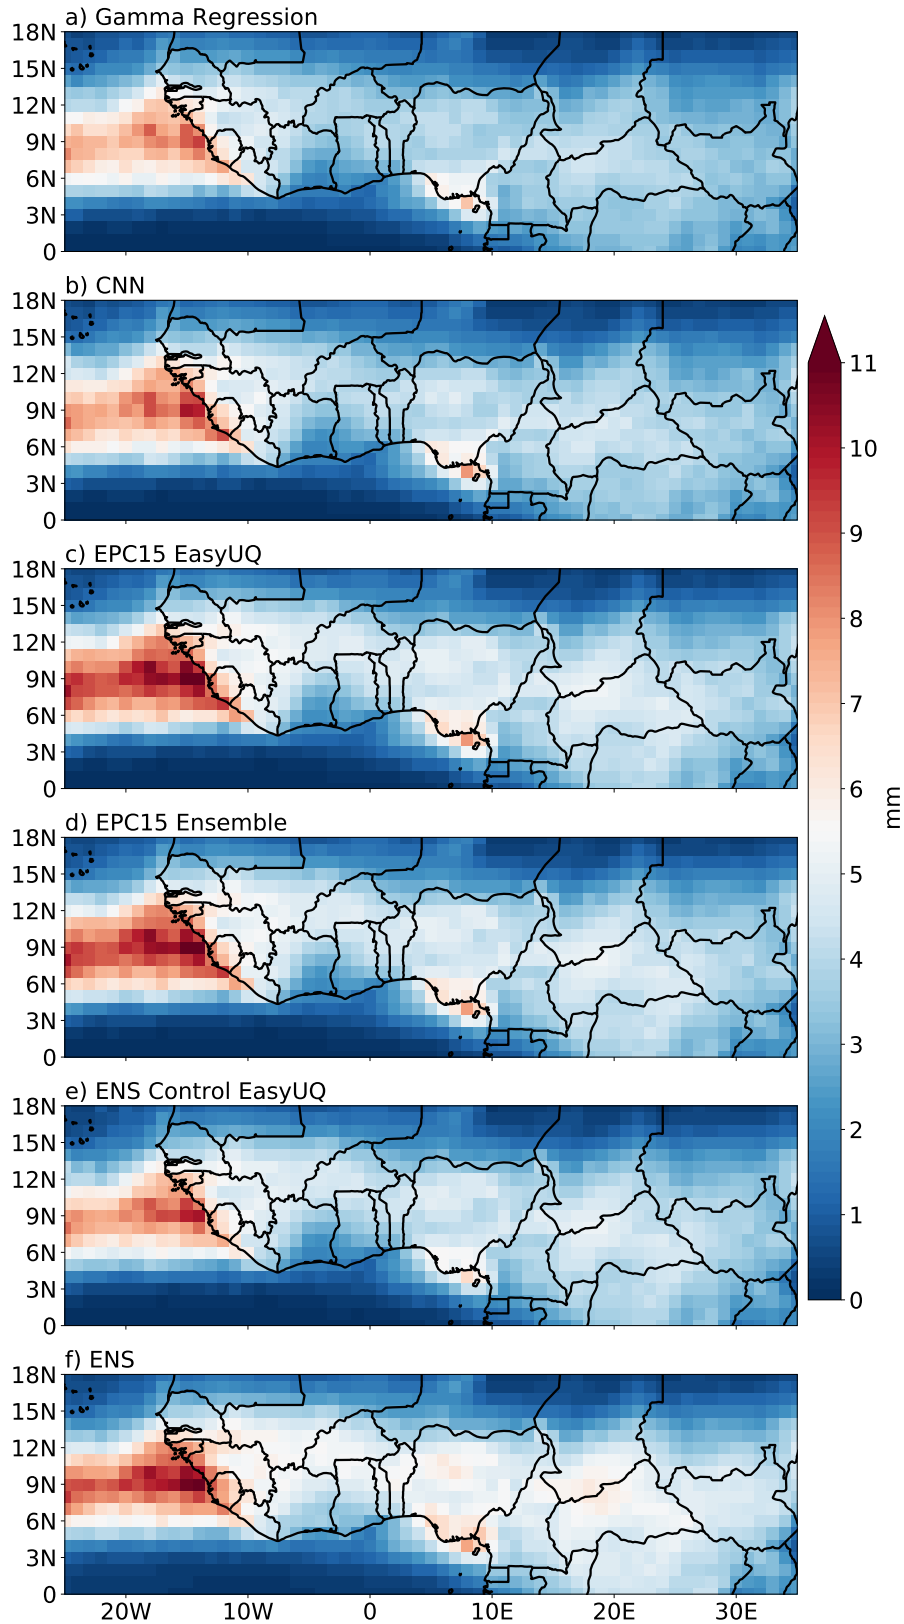 a) Gamma Regression
18N
15N
12N
9N
6N
3N
0
b) CNN
18N
15N
12N
9N
6N
3N
0
c) EPC15 EasyUQ
18N
15N
12N
9N
6N
3N
0
d) EPC15 Ensemble
18N
15N
12N
9N
6N
3N
0
e) ENS Control EasyUQ
18N
15N
12N
9N
6N
3N
0
f) ENS
18N
15N
12N
9N
6N
3N
0
20W 10W 0 10E 20E 30E
11
10
9
8
7
6
5
4
3
2
1
0
mm